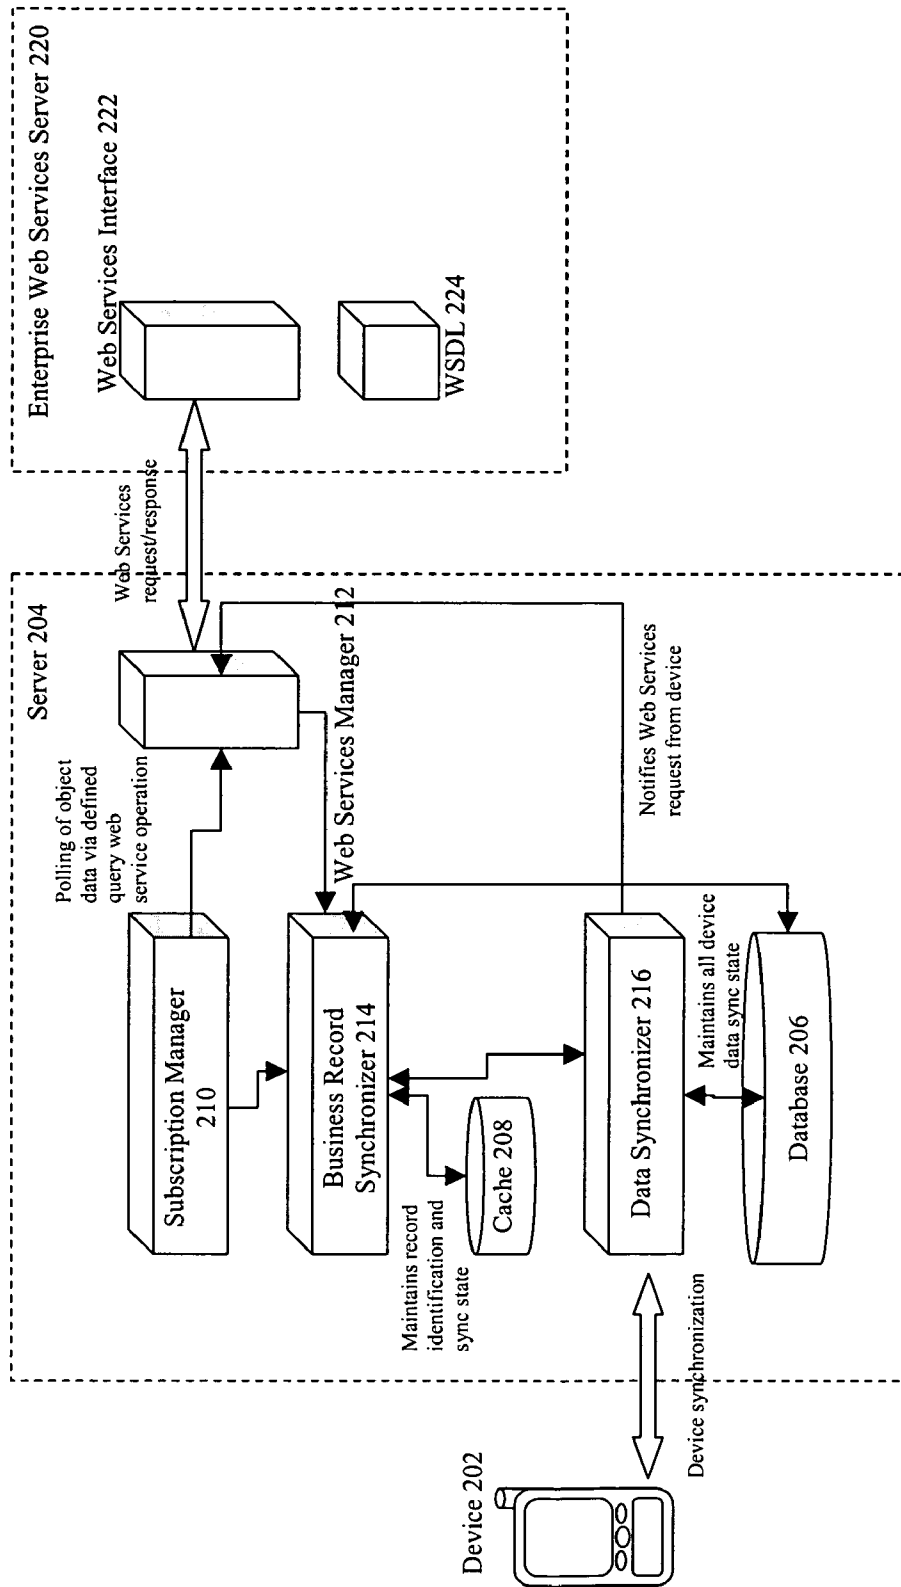 Enterprise Web Services Server 220
Web Services Interface 222
WSDL 224
Web Services
request/response
Server 204
Polling of object
data via defined
query web
service operation
Web Services Manager 212
Notifies Web Services
request from device
Subscription Manager
210
Business Record
Synchronizer 214
Maintains record
identification and
sync state
Cache 208
Data Synchronizer 216
Maintains all device
data sync state
Database 206
Device synchronization
Device 202